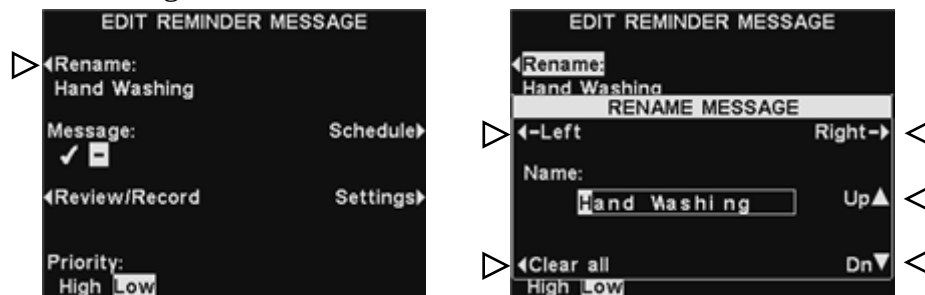 EDIT REMINDER MESSAGE
Rename:
Hand Washing
Message: Schedule
✓ -
Review/Record Settings
Priority:
High Low
EDIT REMINDER MESSAGE
Rename:
Hand Washing
RENAME MESSAGE
-Left Right-
Name:
Hand Washing Up
Clear all Dn
High Low